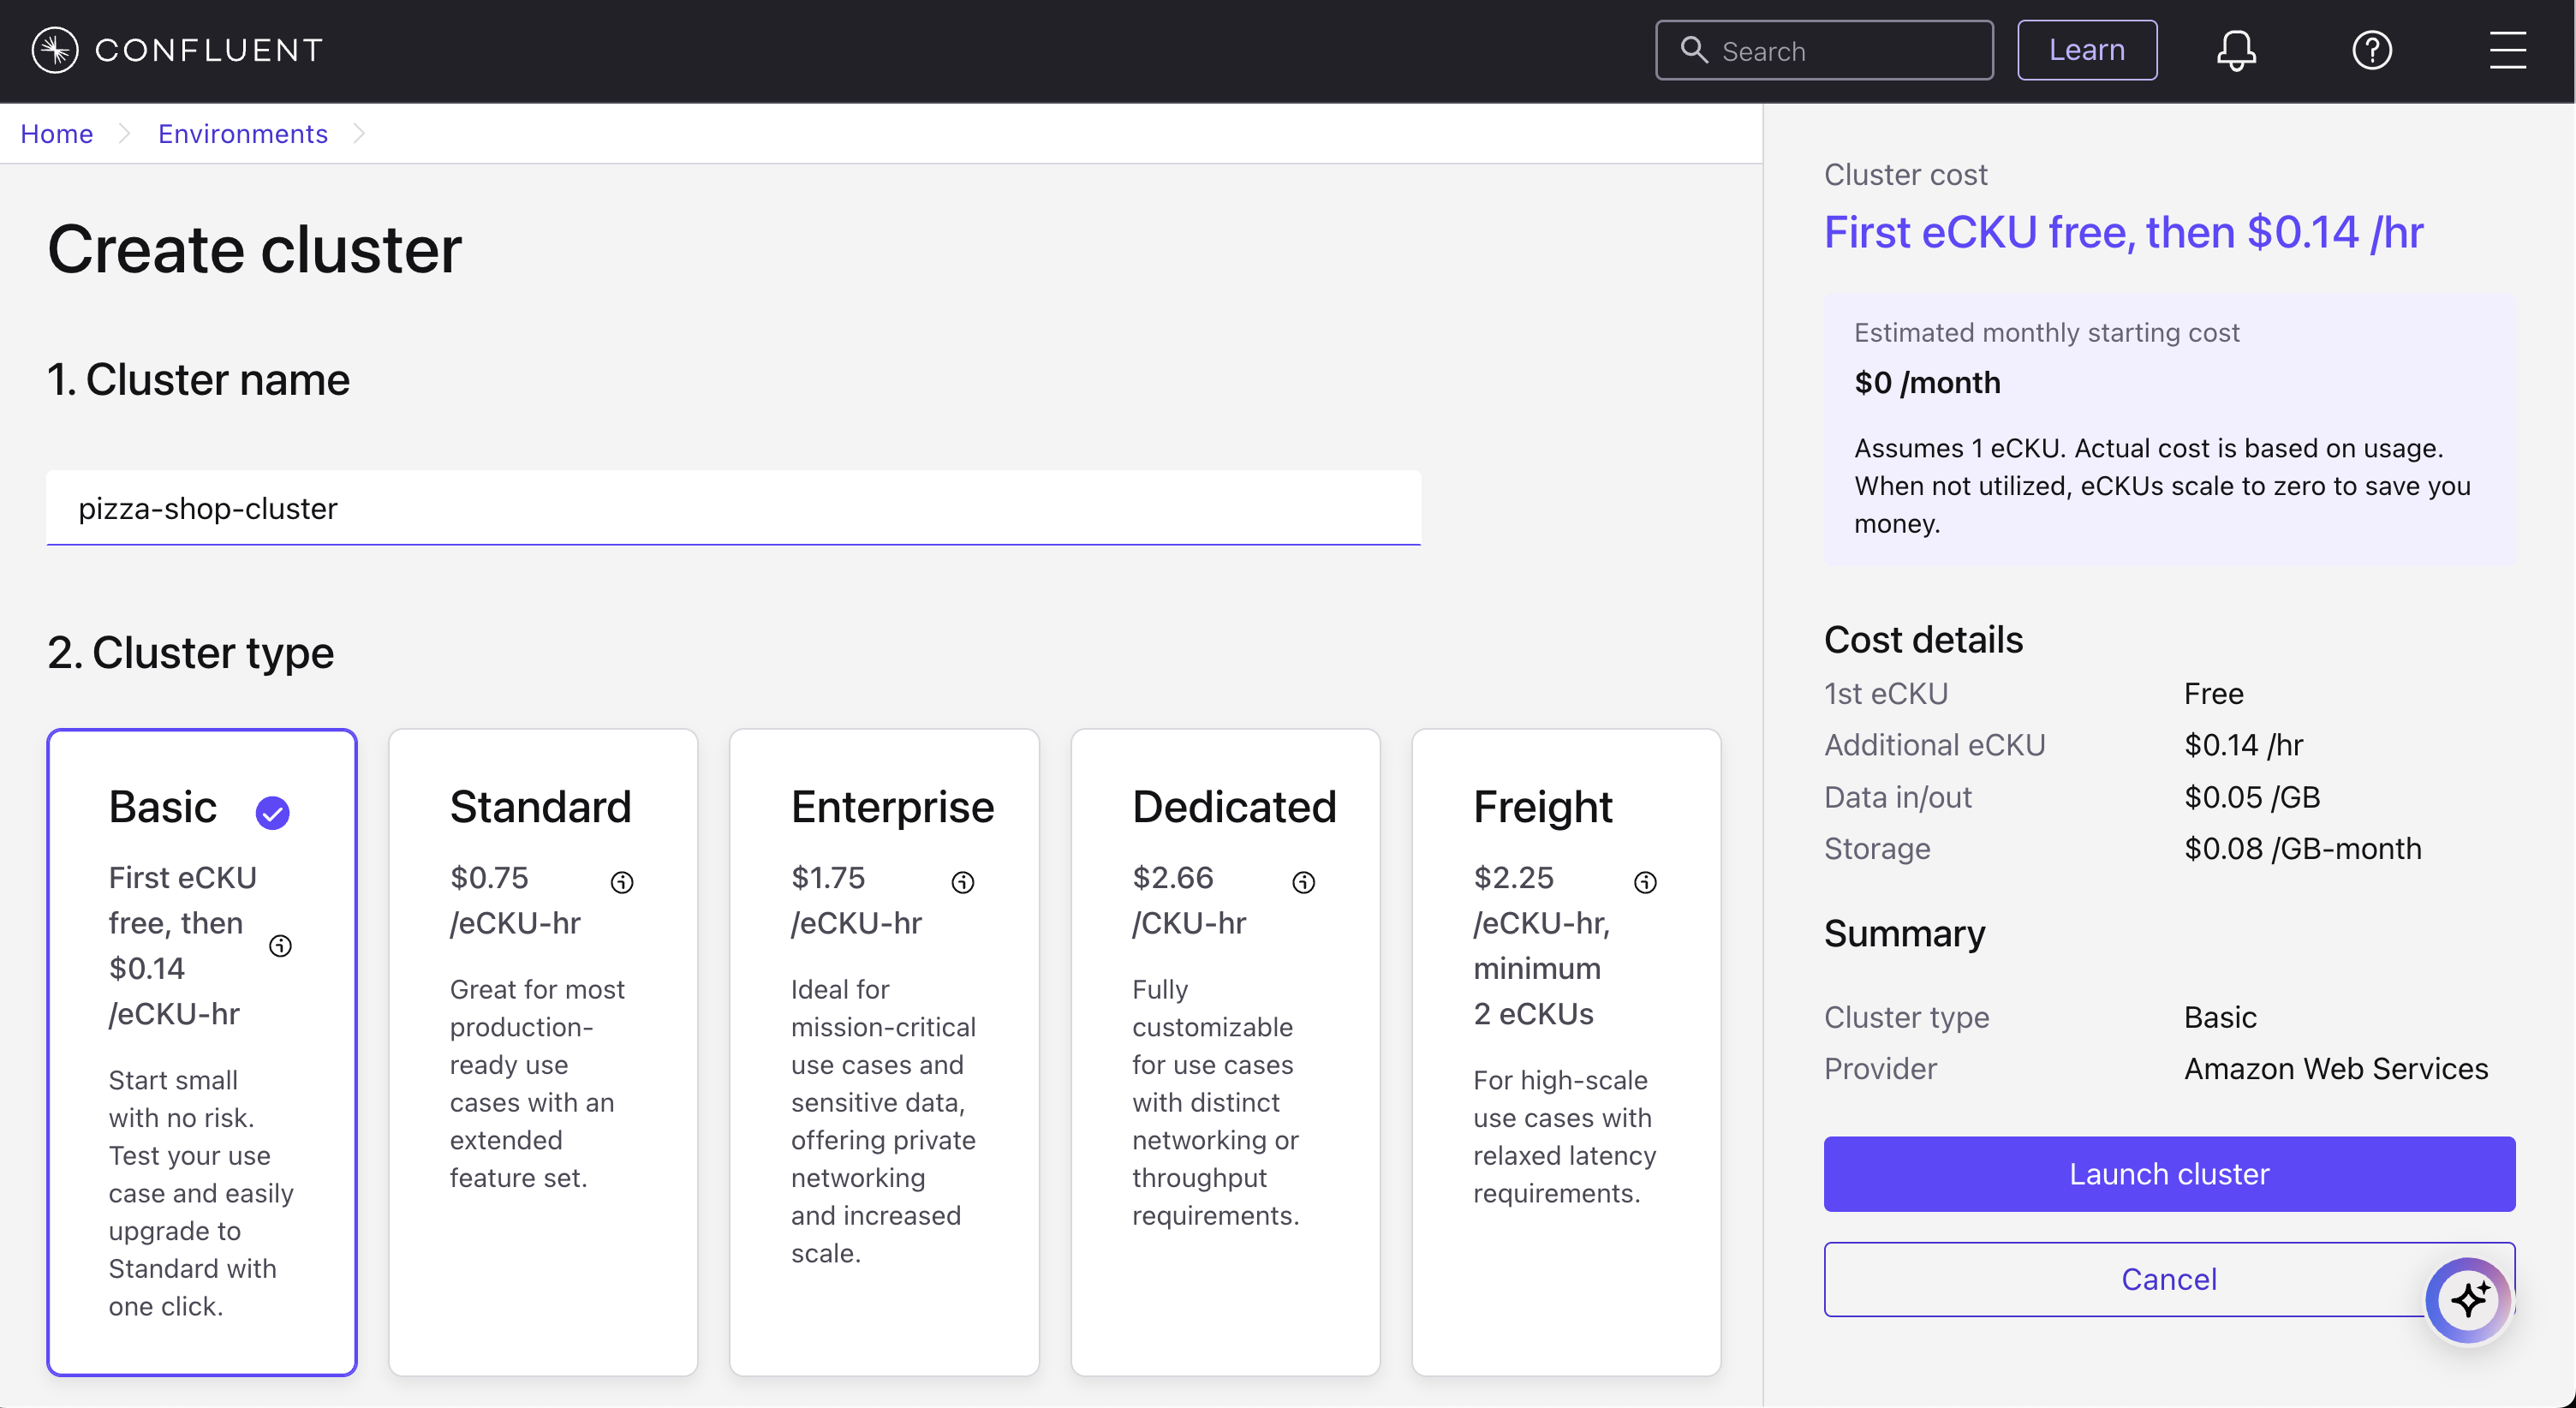 CONFLUENT
Search
Learn
Home
Environments
Create cluster
1. Cluster name
pizza-shop-cluster
2. Cluster type
Basic
First eCKU
free, then
$0.14
/eCKU-hr
Start small
with no risk.
Test your use
case and easily
upgrade to
Standard with
one click.
Standard
$0.75
/eCKU-hr
Great for most
production-
ready use
cases with an
extended
feature set.
Enterprise
$1.75
/eCKU-hr
Ideal for
mission-critical
use cases and
sensitive data,
offering private
networking
and increased
scale.
Dedicated
$2.66
/CKU-hr
Fully
customizable
for use cases
with distinct
networking or
throughput
requirements.
Freight
$2.25
/eCKU-hr,
minimum
2 eCKUs
For high-scale
use cases with
relaxed latency
requirements.
Cluster cost
First eCKU free, then $0.14 /hr
Estimated monthly starting cost
$0 /month
Assumes 1 eCKU. Actual cost is based on usage.
When not utilized, eCKUs scale to zero to save you
money.
Cost details
1st eCKU Free
Additional eCKU $0.14 /hr
Data in/out $0.05 /GB
Storage $0.08 /GB-month
Summary
Cluster type Basic
Provider Amazon Web Services
Launch cluster
Cancel